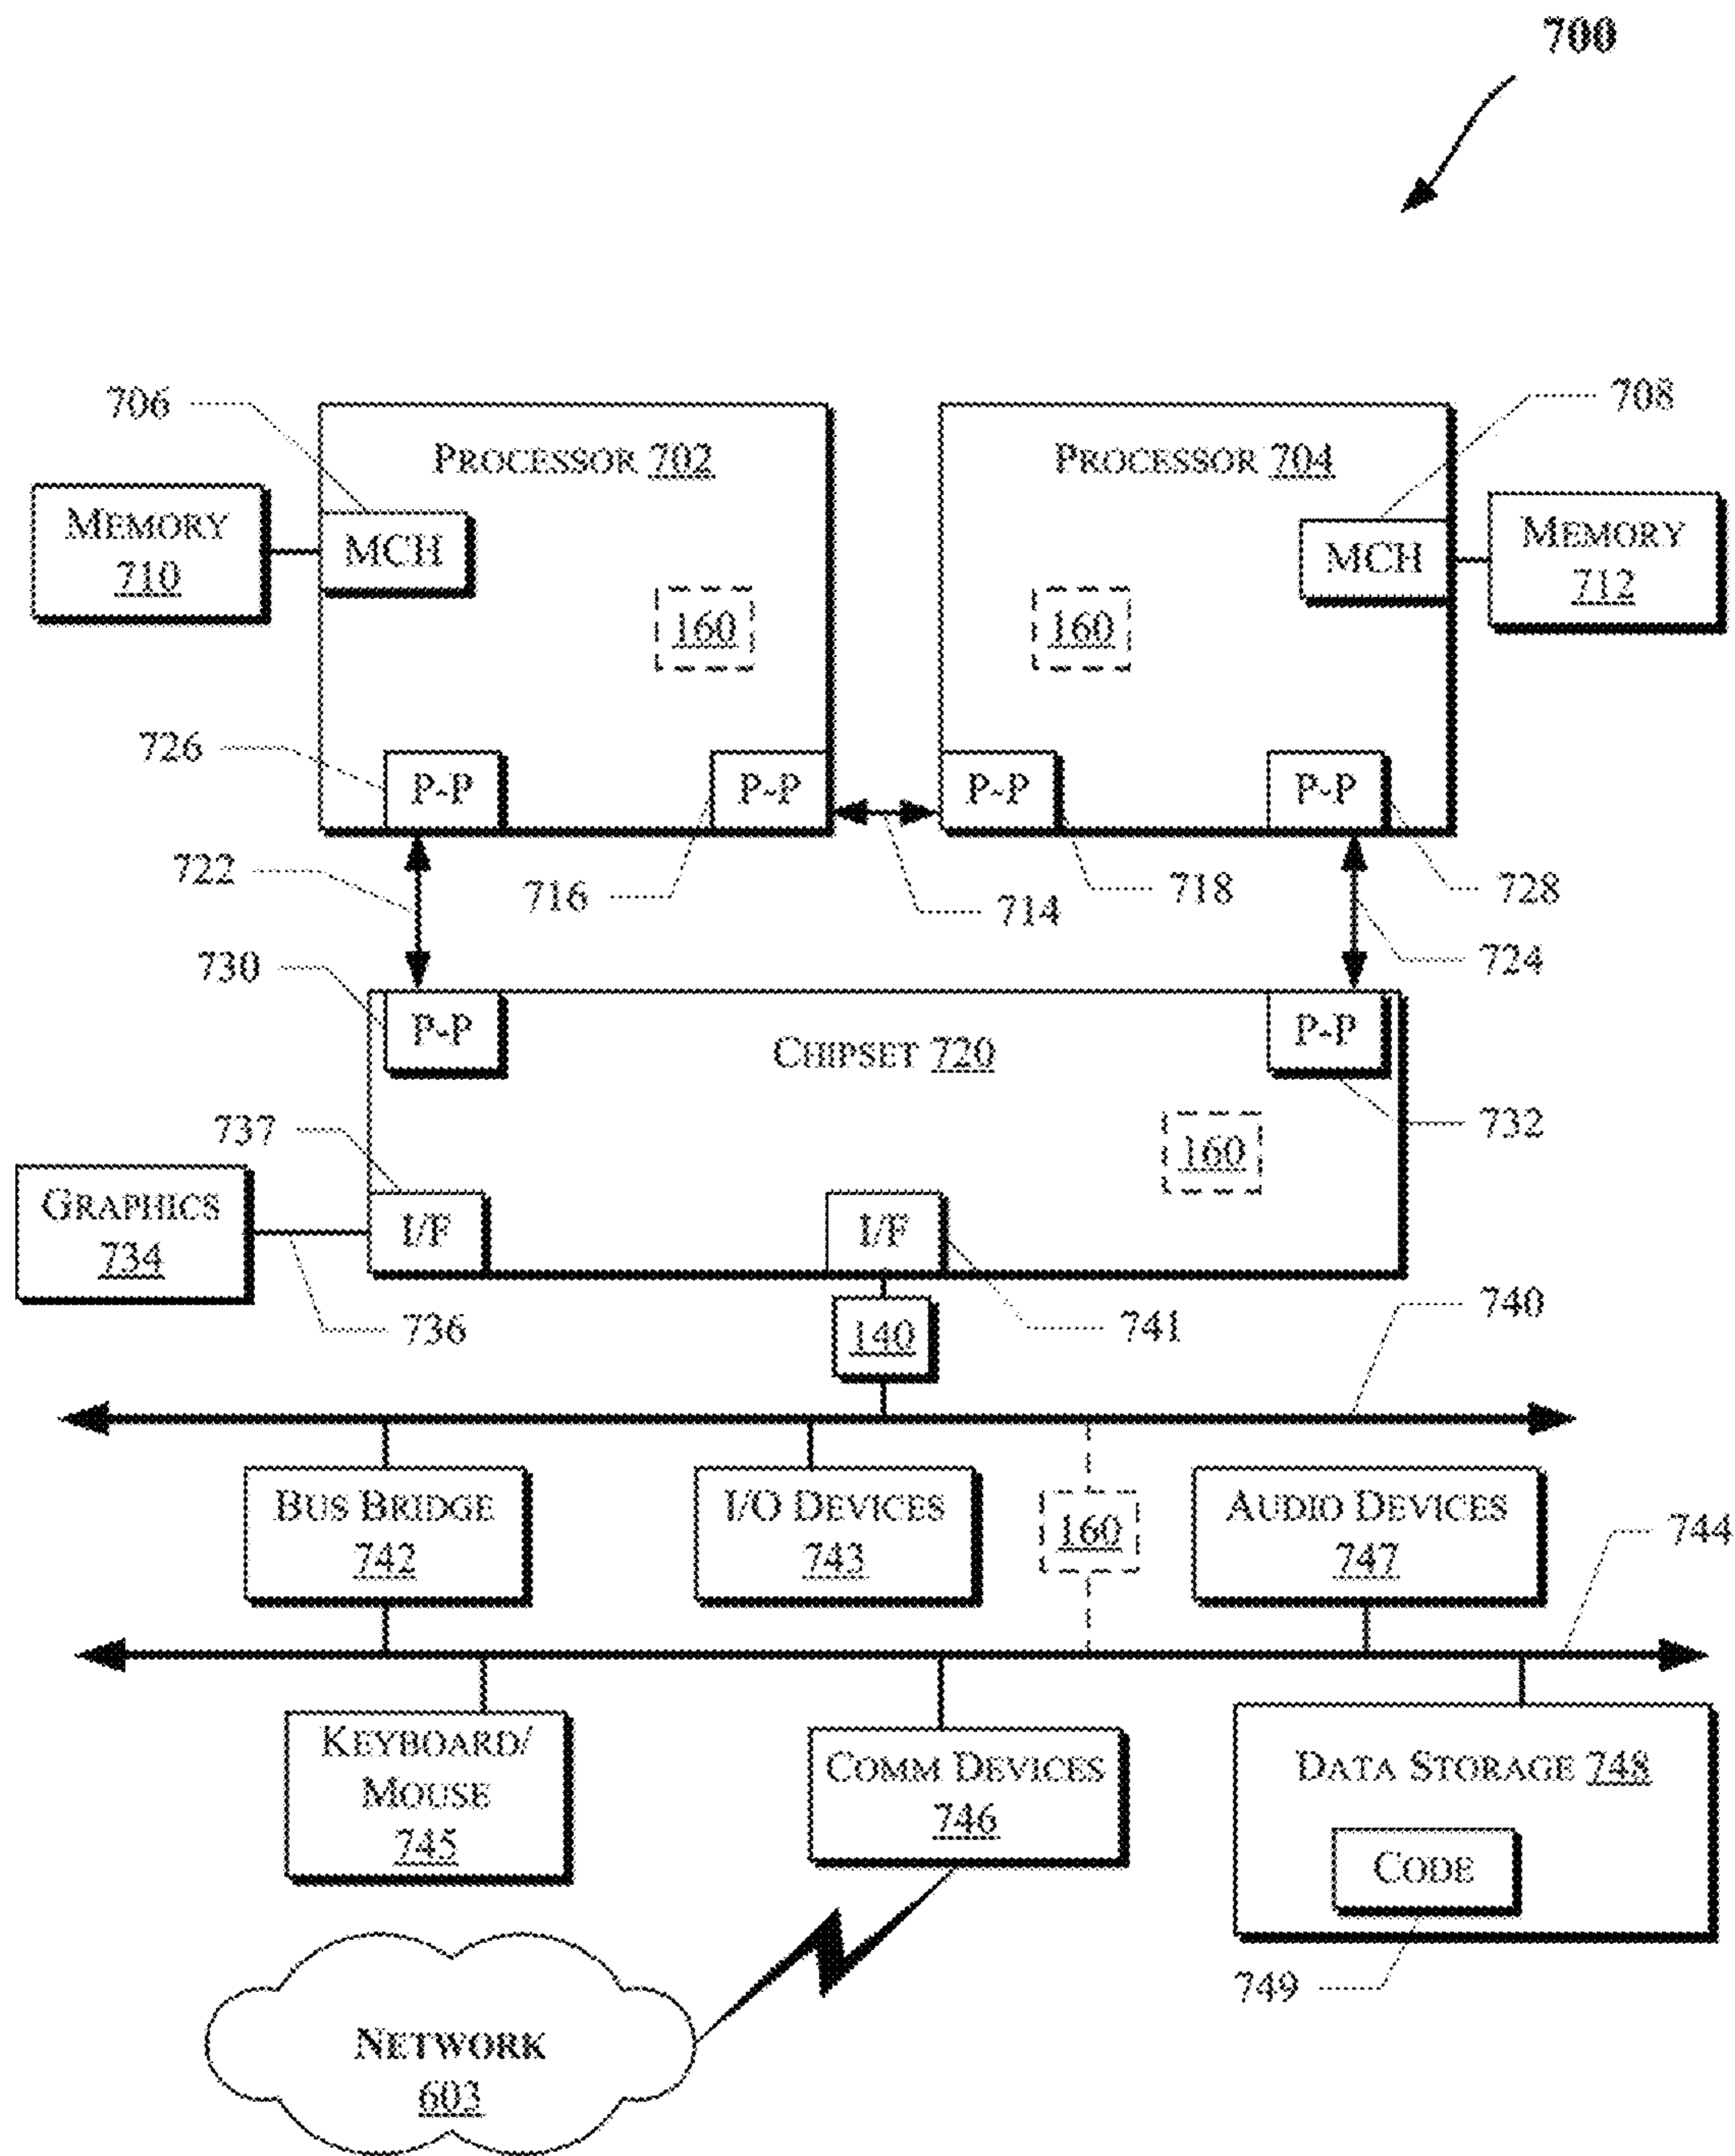 700
706
708
PROCESSOR 702
PROCESSOR 704
MEMORY
710
MCH
MCH
MEMORY
712
160
160
726
P-P
P-P
P-P
P-P
722
716
714
718
728
724
730
P-P
CHIPSET 720
P-P
732
737
160
GRAPHICS
734
I/F
I/F
736
140
741
740
BUS BRIDGE
742
I/O DEVICES
743
160
AUDIO DEVICES
747
744
KEYBOARD/
MOUSE
745
COMM DEVICES
746
DATA STORAGE 748
CODE
749
NETWORK
603